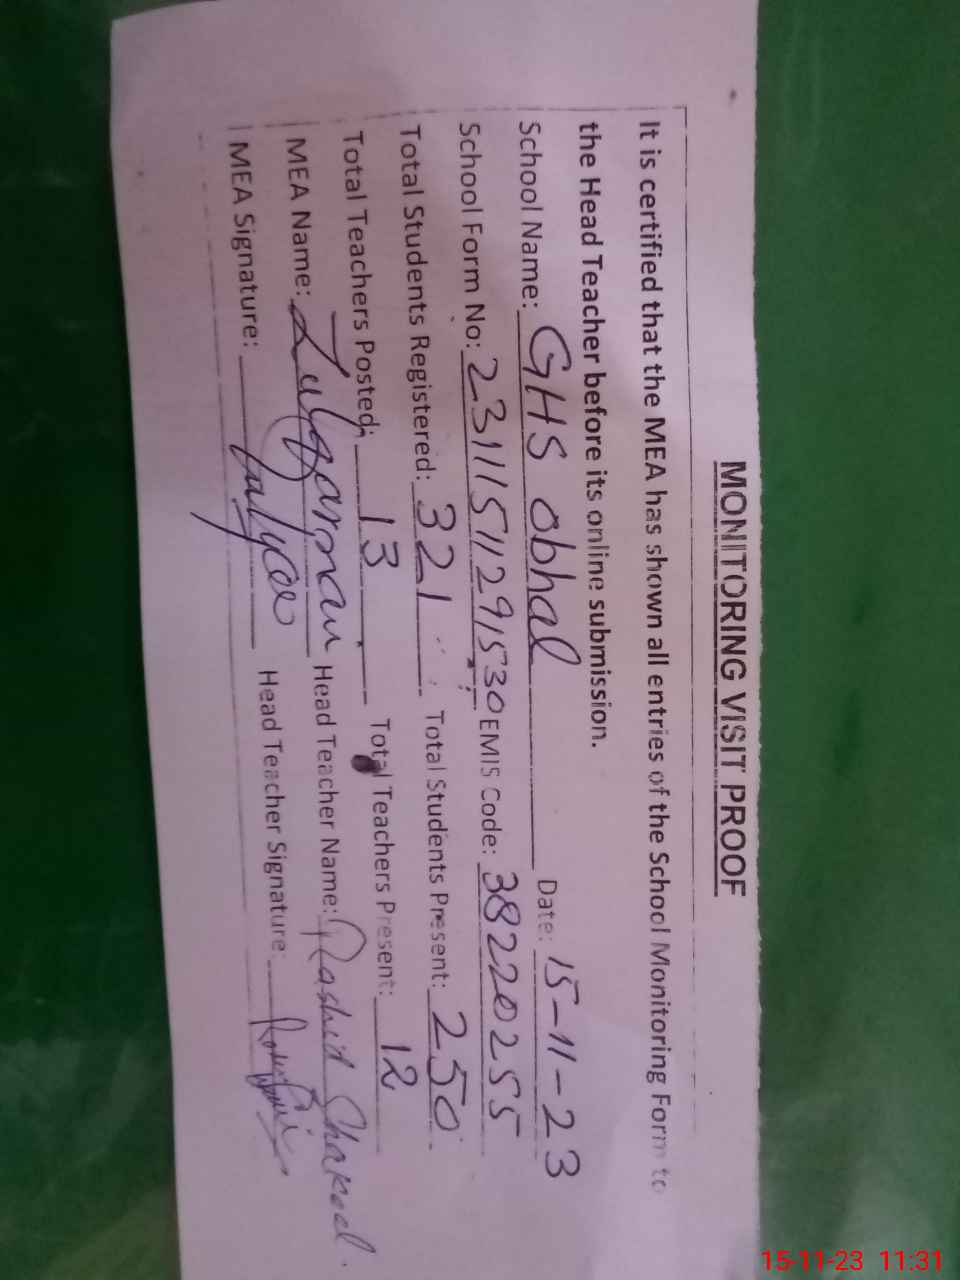 MONITORING VISIT PROOF
It is certified that the MEA has shown all entries of the School Monitoring Form to
the Head Teacher before its online submission.
School Name: GHS Obhal Date: 15-11-23
School Form No: 23111511291530 EMIS Code: 38220255
Total Students Registered: 321 Total Students Present: 250
Total Teachers Posted: 13 Total Teachers Present: 12
MEA Name: Zulqarnan Head Teacher Name: Rashid Shakeel.
MEA Signature: Head Teacher Signature:
15-11-23 11:31